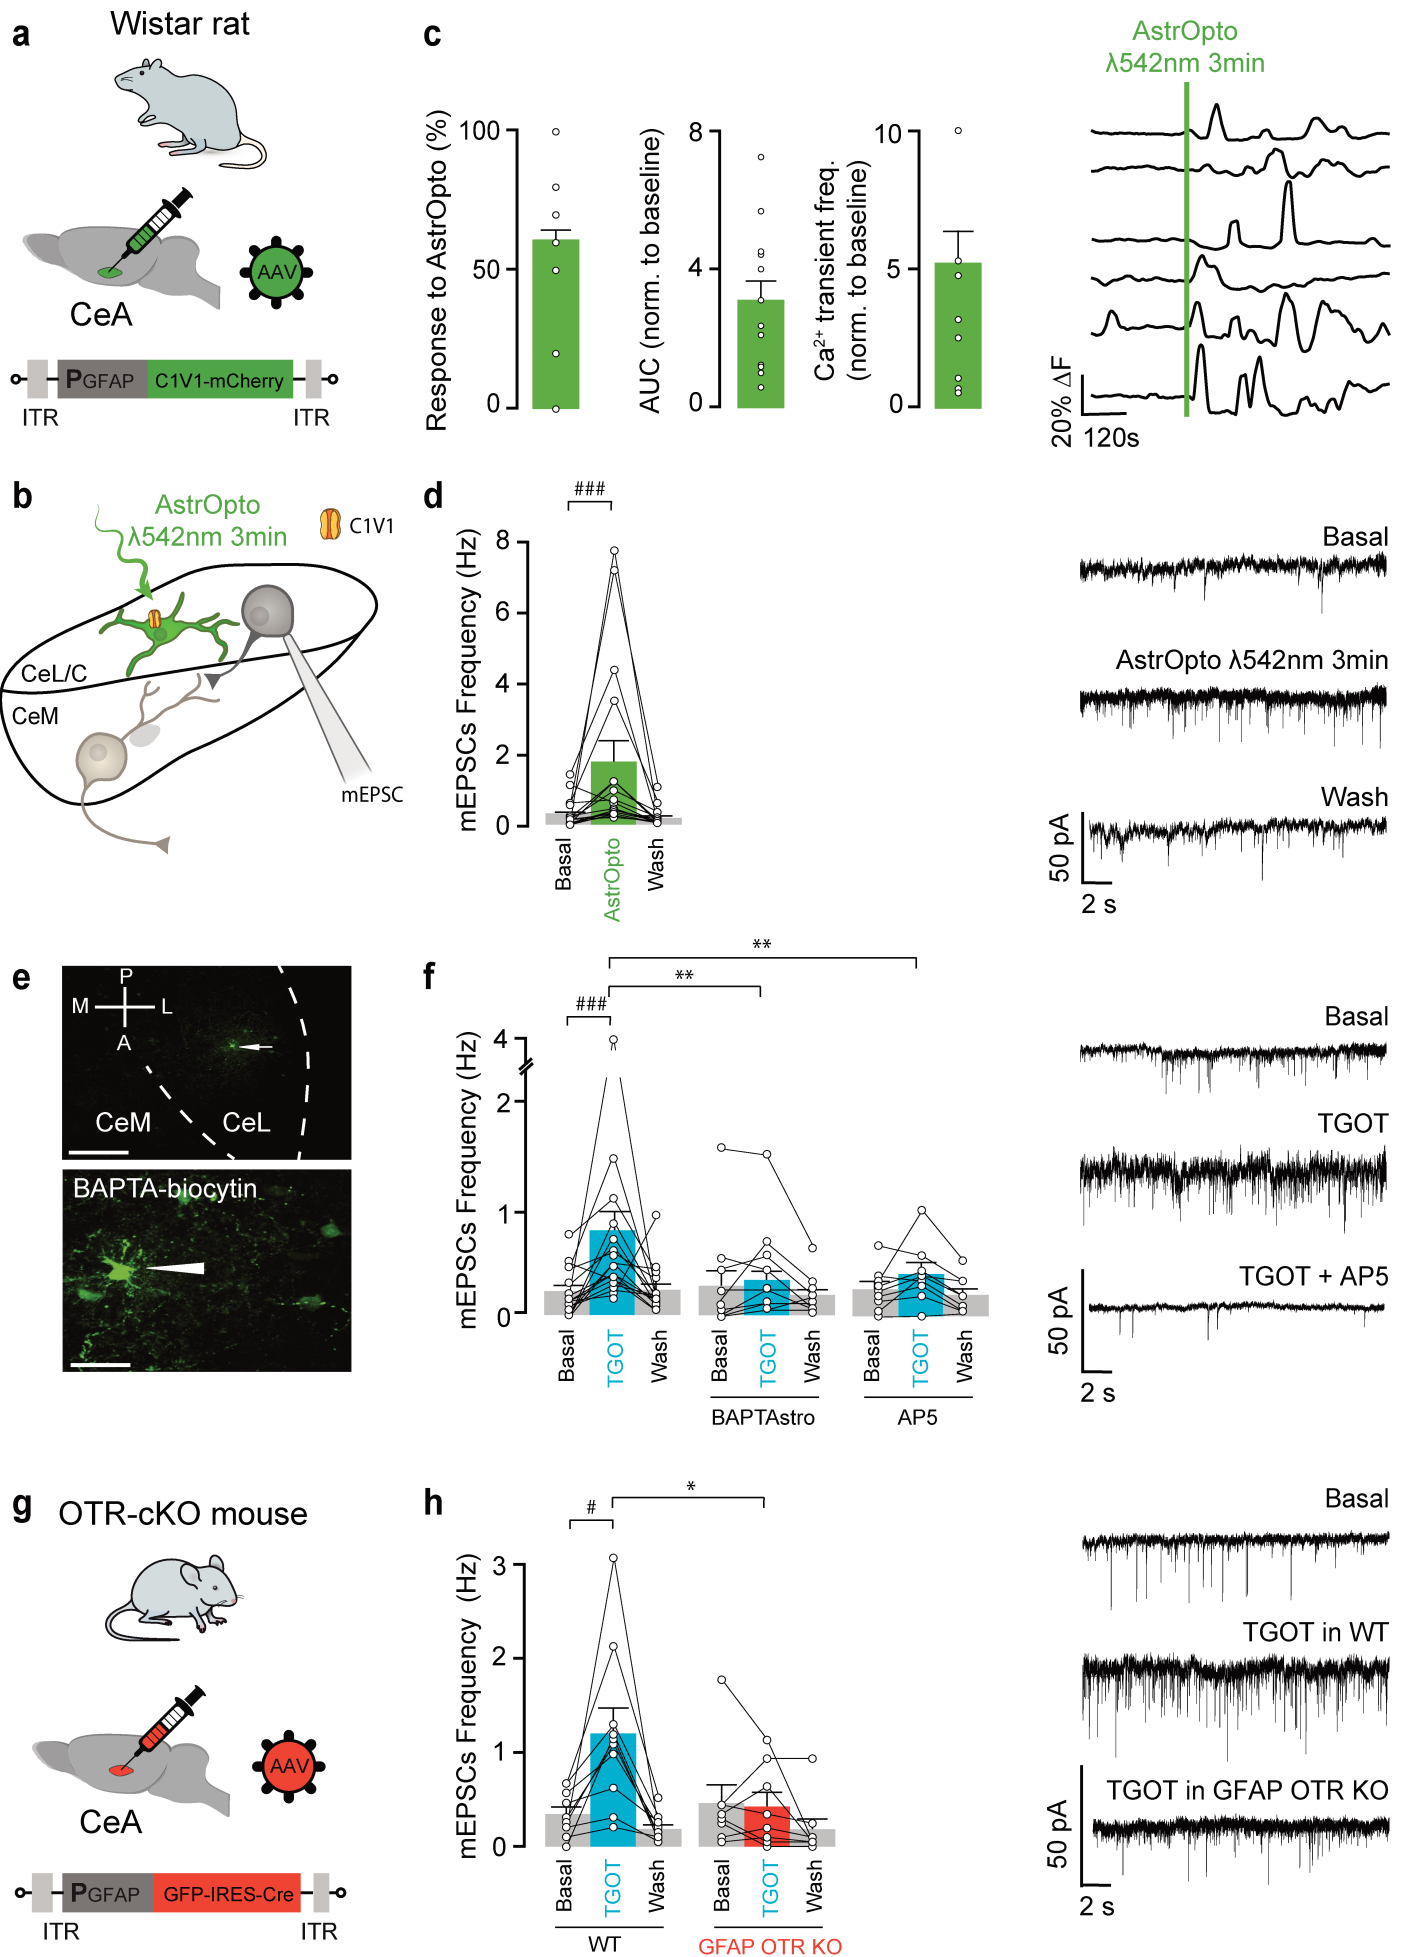 a
Wistar rat
AAV
CeA
PGFAP
C1V1-mCherry
ITR
ITR
c
Response to AstrOpto (%)
100
50
0
AUC (norm. to baseline)
8
4
0
Ca2+ transient freq.
(norm. to baseline)
10
5
0
AstrOpto
λ542nm 3min
20% ΔF
120s
b
AstrOpto
λ542nm 3min
C1V1
CeL/C
CeM
mEPSC
d
###
mEPSCs Frequency (Hz)
8
6
4
2
0
Basal
AstrOpto
Wash
Basal
AstrOpto λ542nm 3min
Wash
50 pA
2 s
e
P
M
L
A
CeM
CeL
BAPTA-biocytin
f
**
**
###
mEPSCs Frequency (Hz)
4
2
1
0
Basal
TGOT
Wash
Basal
TGOT
Wash
Basal
TGOT
Wash
BAPTAstro
AP5
Basal
TGOT
TGOT + AP5
50 pA
2 s
g
OTR-cKO mouse
AAV
CeA
PGFAP
GFP-IRES-Cre
ITR
ITR
h
*
#
mEPSCs Frequency (Hz)
3
2
1
0
Basal
TGOT
Wash
Basal
TGOT
Wash
WT
GFAP OTR KO
Basal
TGOT in WT
TGOT in GFAP OTR KO
50 pA
2 s